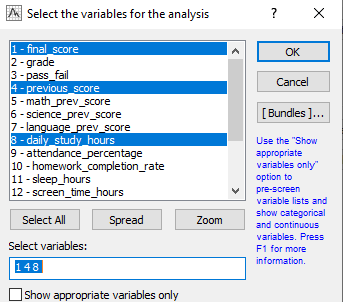 Select the variables for the analysis
1 - final_score
2 - grade
3 - pass_fail
4 - previous_score
5 - math_prev_score
6 - science_prev_score
7 - language_prev_score
8 - daily_study_hours
9 - attendance_percentage
10 - homework_completion_rate
11 - sleep_hours
12 - screen_time_hours
OK
Cancel
[ Bundles ]...
Use the "Show
appropriate
variables only"
option to
pre-screen
variable lists and
show categorical
and continuous
variables. Press
F1 for more
information.
Select All
Spread
Zoom
Select variables:
1 4 8
Show appropriate variables only